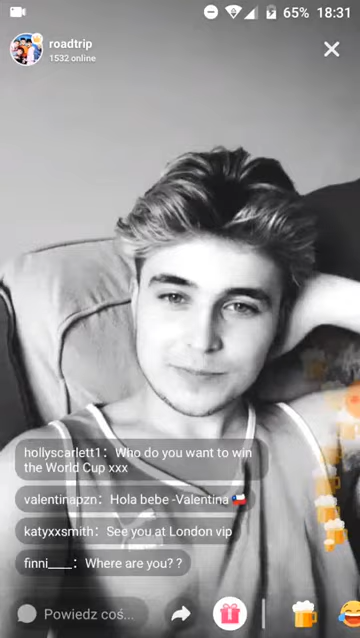 65% 18:31
roadtrip
1532 online
hollyscarlett1: Who do you want to win
the World Cup xxx
valentinapzn: Hola bebe -Valentina 🇨🇱
katyxxsmith: See you at London vip
finni____: Where are you? ?
Powiedz coś...